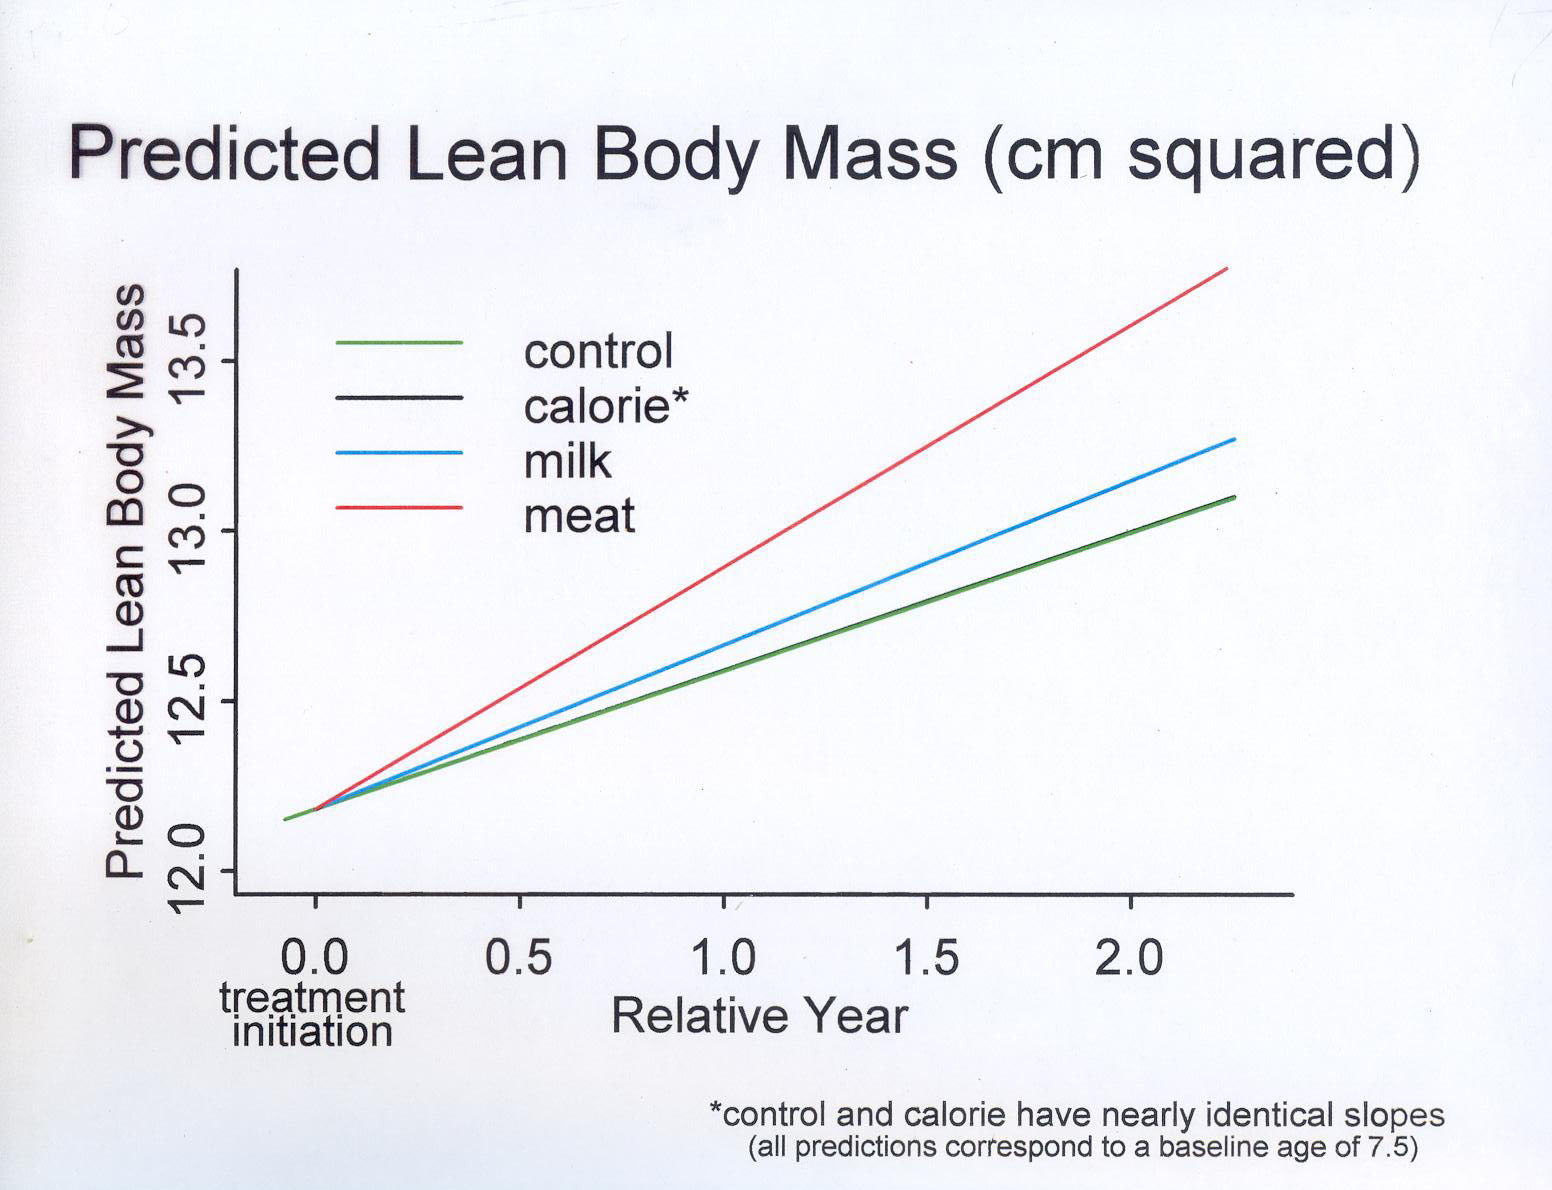 Predicted Lean Body Mass (cm squared)
Predicted Lean Body Mass
13.5
13.0
12.5
12.0
control
calorie*
milk
meat
0.0
0.5
1.0
1.5
2.0
treatment
initiation
Relative Year
*control and calorie have nearly identical slopes
(all predictions correspond to a baseline age of 7.5)